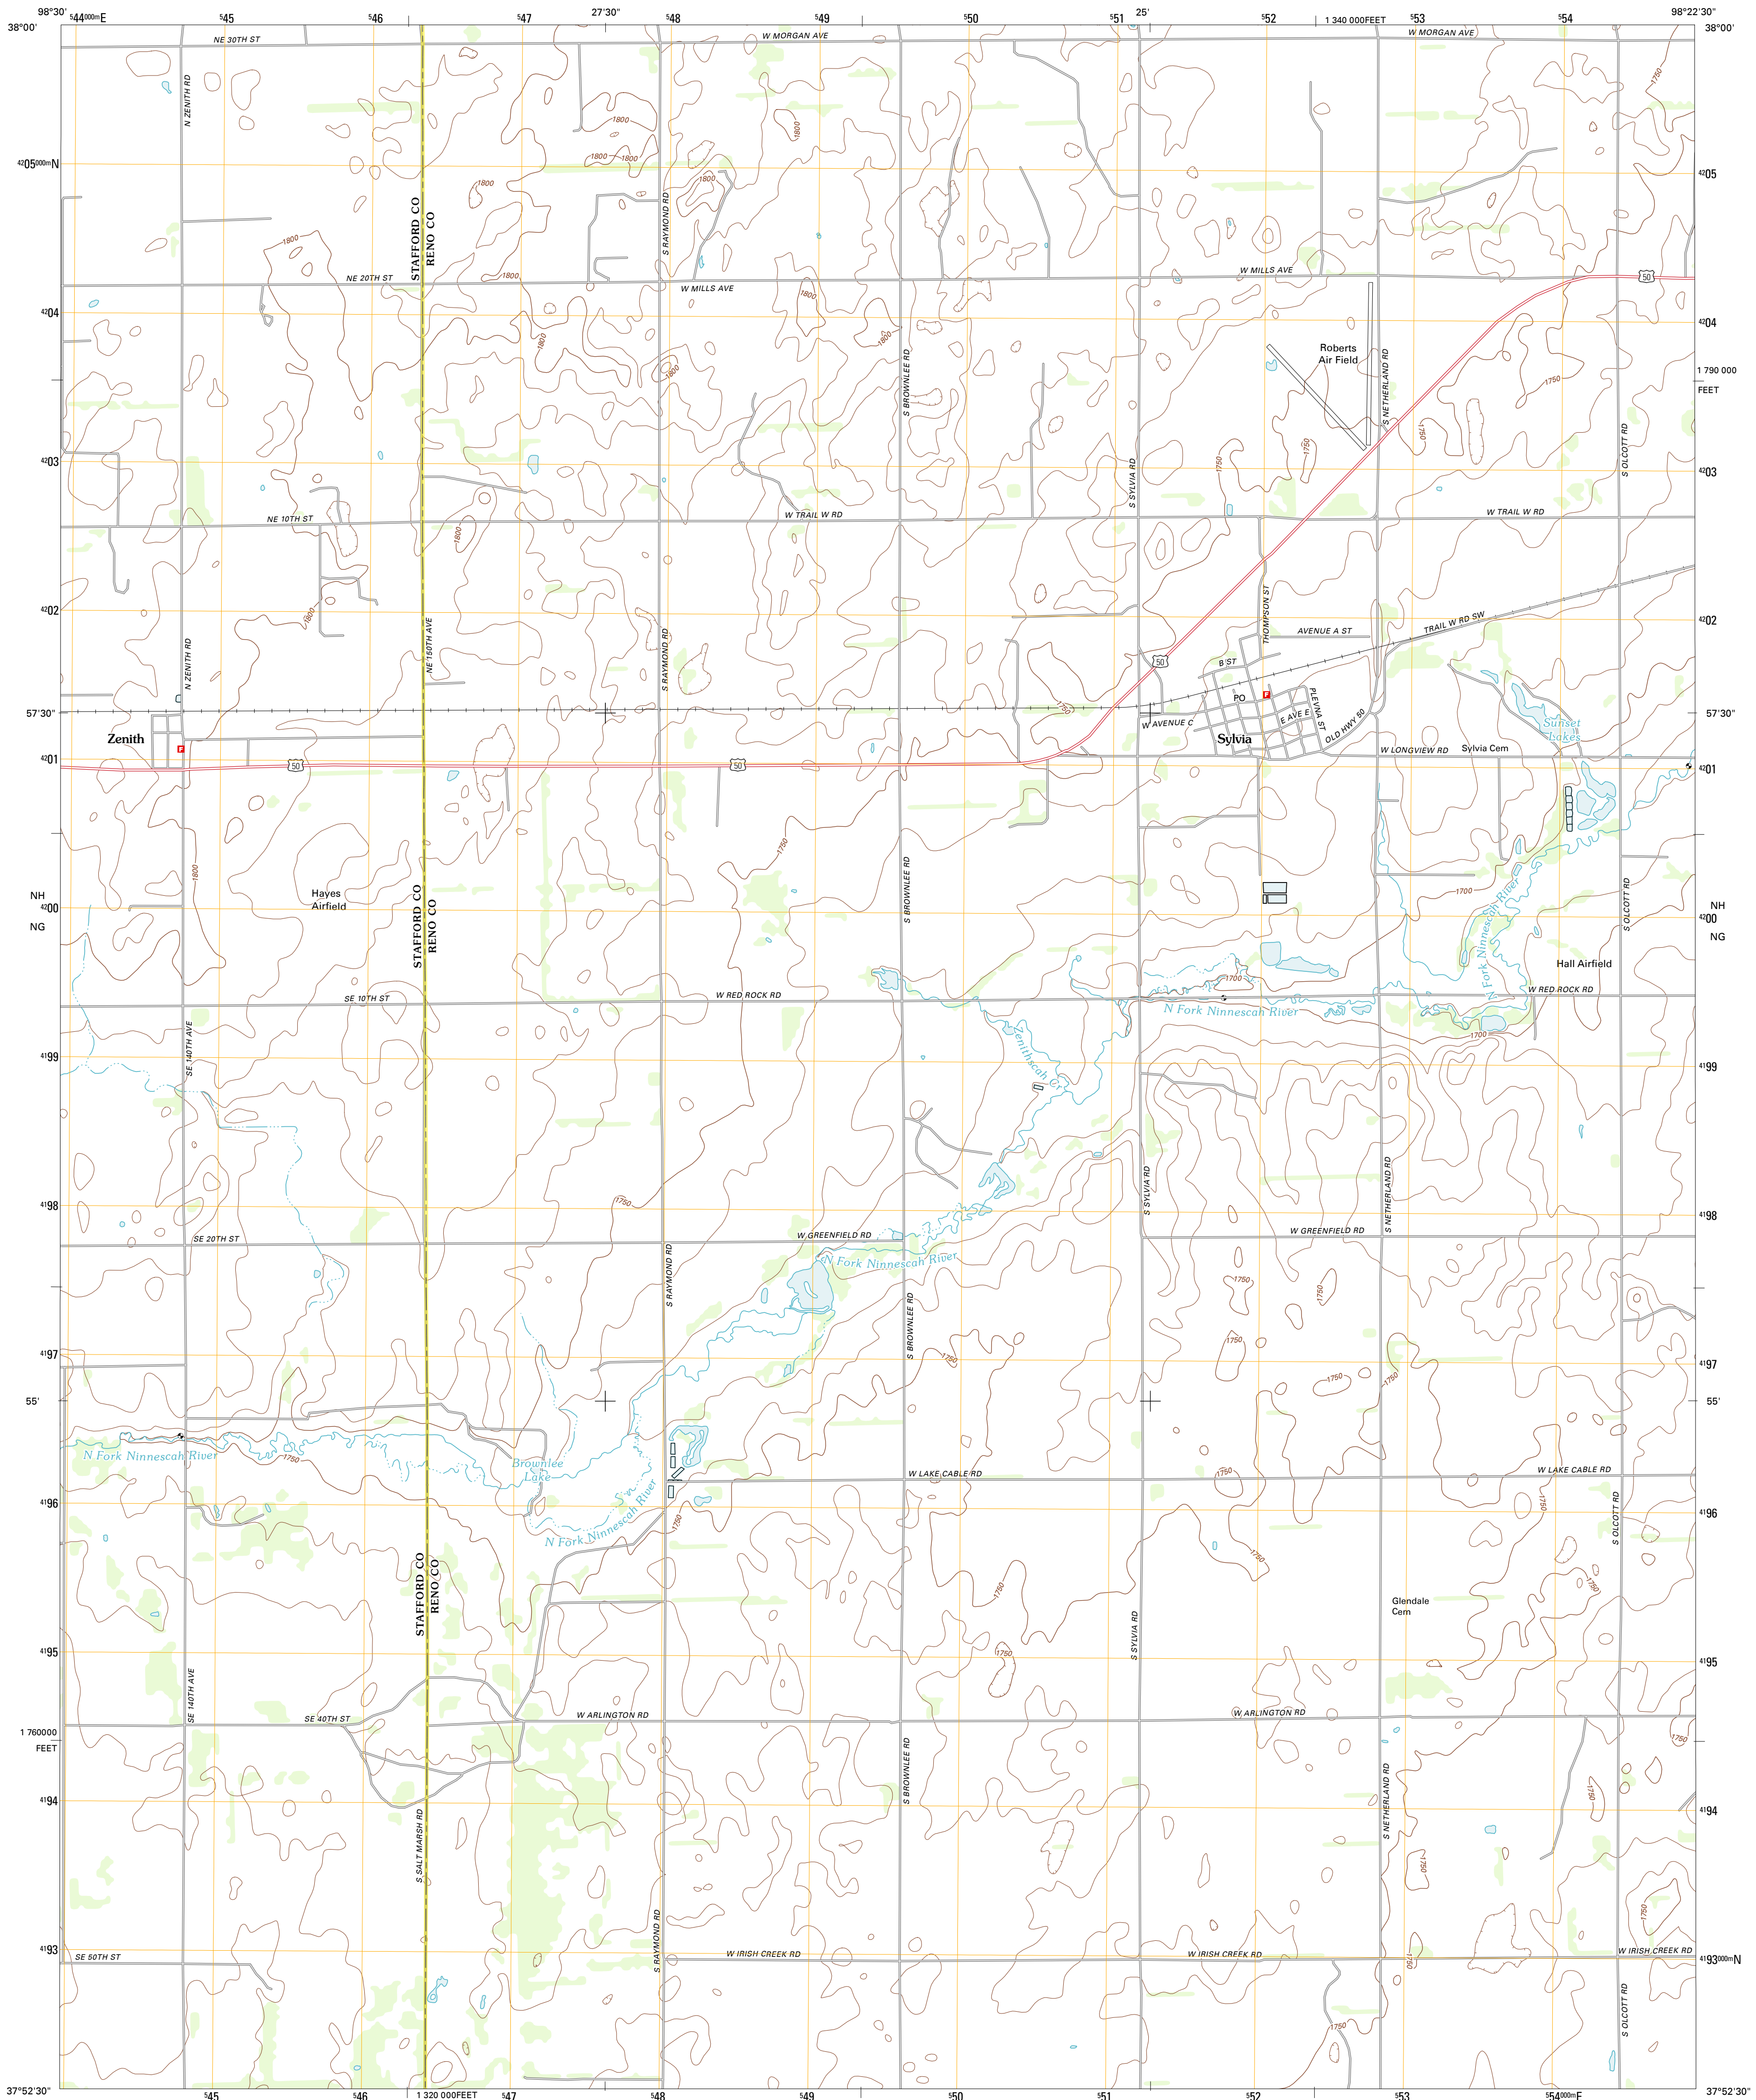 98°30'
544000mE
545
546
547
27'30"
548
549
550
551
25'
552
1 340 000FEET
553
554
98°22'30"
38°00'
38°00'
NE 30TH ST
W MORGAN AVE
W MORGAN AVE
1750
N ZENITH RD
1800
1800
1800
1800
4205000mN
4205
1800
1800
STAFFORD CO
RENO CO
S RAYMOND RD
1800
NE 20TH ST
1800
W MILLS AVE
W MILLS AVE
50
1800
4204
4204
1800
1800
Roberts
Air Field
S BROWNLEE RD
S NETHERLAND RD
1800
1750
1 790 000
FEET
1750
1750
1750
S OLCOTT RD
4203
4203
S SYLVIA RD
NE 10TH ST
W TRAIL W RD
W TRAIL W RD
1800
1800
4202
4202
THOMPSON ST
NE 150TH AVE
AVENUE A ST
TRAIL W RD SW
N ZENITH RD
S RAYMOND RD
50
B ST
PO
F
PLEVNA ST
1750
57'30"
57'30"
W AVENUE C
E AVE E
OLD HWY 50
Sunset
Lakes
Zenith
F
Sylvia
W LONGVIEW RD
Sylvia Cem
4201
50
50
4201
1750
1800
S BROWNLEE RD
Hayes
Airfield
1700
NH
4200
NG
NH
4200
NG
STAFFORD CO
RENO CO
S OLCOTT RD
N Fork Ninnescah River
Hall Airfield
1700
SE 10TH ST
W RED ROCK RD
W RED ROCK RD
N Fork Ninnescah River
1700
SE 140TH AVE
Zenithscah Cr
4199
4199
S SYLVIA RD
S NETHERLAND RD
1750
4198
4198
SE 20TH ST
W GREENFIELD RD
W GREENFIELD RD
N Fork Ninnescah River
S RAYMOND RD
1750
1750
S BROWNLEE RD
1750
1750
4197
4197
1750
1750
55'
55'
N Fork Ninnescah River
1750
Brownlee
Lake
W LAKE CABLE RD
W LAKE CABLE RD
1750
4196
4196
1750
S OLCOTT RD
N Fork Ninnescah River
1750
1750
1750
STAFFORD CO
RENO CO
1750
Glendale
Cem
S SYLVIA RD
4195
4195
1750
SE 140TH AVE
SE 40TH ST
W ARLINGTON RD
W ARLINGTON RD
1 760000
FEET
1750
S BROWNLEE RD
S NETHERLAND RD
4194
4194
1750
S SALT MARSH RD
1750
1750
S RAYMOND RD
4193
SE 50TH ST
W IRISH CREEK RD
W IRISH CREEK RD
W IRISH CREEK RD
4193000mN
1750
S OLCOTT RD
1750
37°52'30"
545
546
1 320 000FEET
547
548
549
550
551
552
553
554000mE
37°52'30"